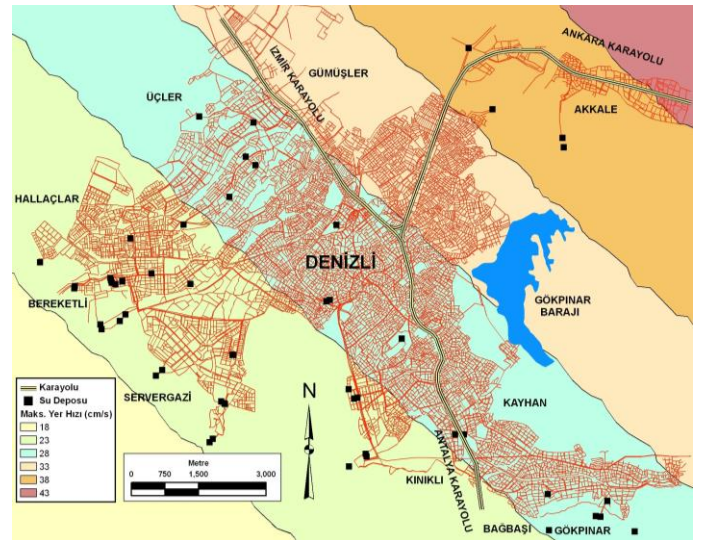 ANKARA KARAYOLU
İZMİR KARAYOLU
GÜMÜŞLER
ÜÇLER
AKKALE
HALLAÇLAR
DENİZLİ
BEREKETLİ
GÖKPINAR
BARAJI
SERVERGAZİ
KAYHAN
N
Karayolu
Su Deposu
Maks. Yer Hızı (cm/s)
18
23
28
33
38
43
Metre
0 750 1,500 3,000
KINIKLI
ANTALYA KARAYOLU
BAĞBAŞI
GÖKPINAR